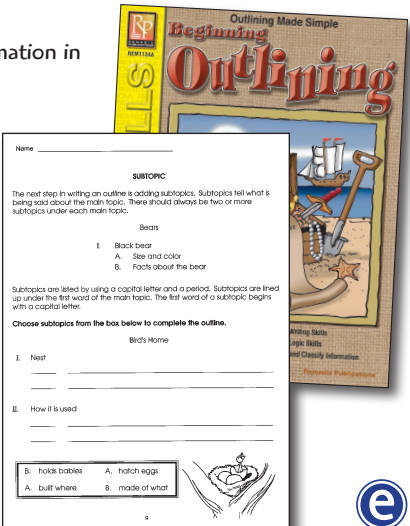 mation in
Outlining Made Simple
REM1134A
Beginning
Outlining
Writing Skills
Logic Skills
and Classify Information
Remedia Publications
Name
SUBTOPIC
The next step in writing an outline is adding subtopics. Subtopics tell what is
being said about the main topic. There should always be two or more
subtopics under each main topic.
Bears
I. Black bear
A. Size and color
B. Facts about the bear
Subtopics are listed by using a capital letter and a period. Subtopics are lined
up under the first word of the main topic. The first word of a subtopic begins
with a capital letter.
Choose subtopics from the box below to complete the outline.
Bird's Home
I. Nest
II. How it is used
B. holds babies A. hatch eggs
A. built where B. made of what
9
e